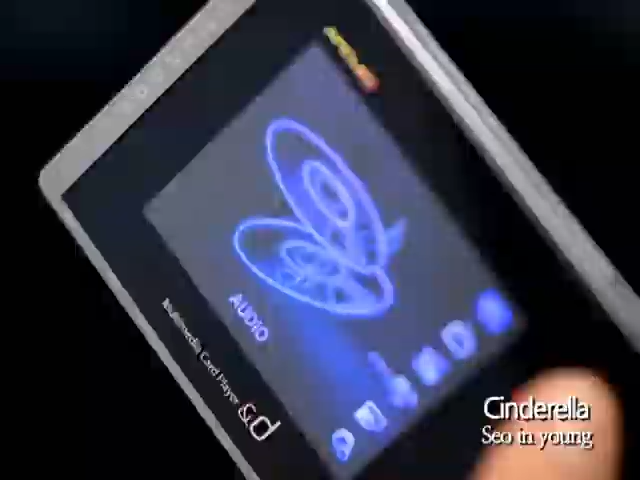 AUDIO
Multimedia Card Player
&d
Cinderella
Seo in young